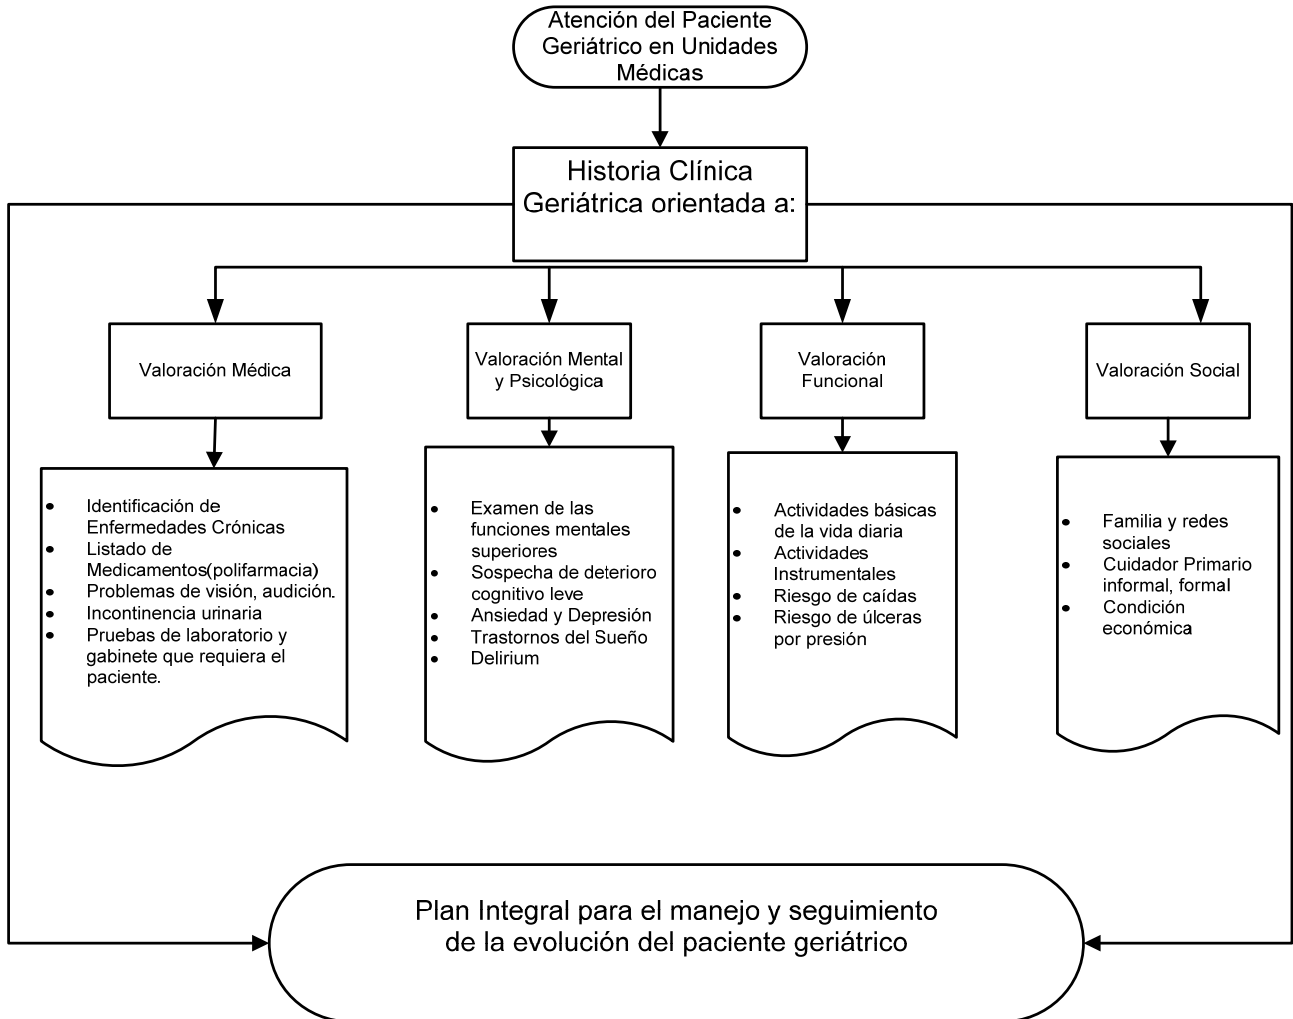 Atención del Paciente
Geriátrico en Unidades
Médicas
Historia Clínica
Geriátrica orientada a:
Valoración Médica
Valoración Mental
y Psicológica
Valoración
Funcional
Valoración Social
• Identificación de
Enfermedades Crónicas
• Listado de
Medicamentos(polifarmacia)
• Problemas de visión, audición.
• Incontinencia urinaria
• Pruebas de laboratorio y
gabinete que requiera el
paciente.
• Examen de las
funciones mentales
superiores
• Sospecha de deterioro
cognitivo leve
• Ansiedad y Depresión
• Trastornos del Sueño
• Delirium
• Actividades básicas
de la vida diaria
• Actividades
Instrumentales
• Riesgo de caídas
• Riesgo de úlceras
por presión
• Familia y redes
sociales
• Cuidador Primario
informal, formal
• Condición
económica
Plan Integral para el manejo y seguimiento
de la evolución del paciente geriátrico